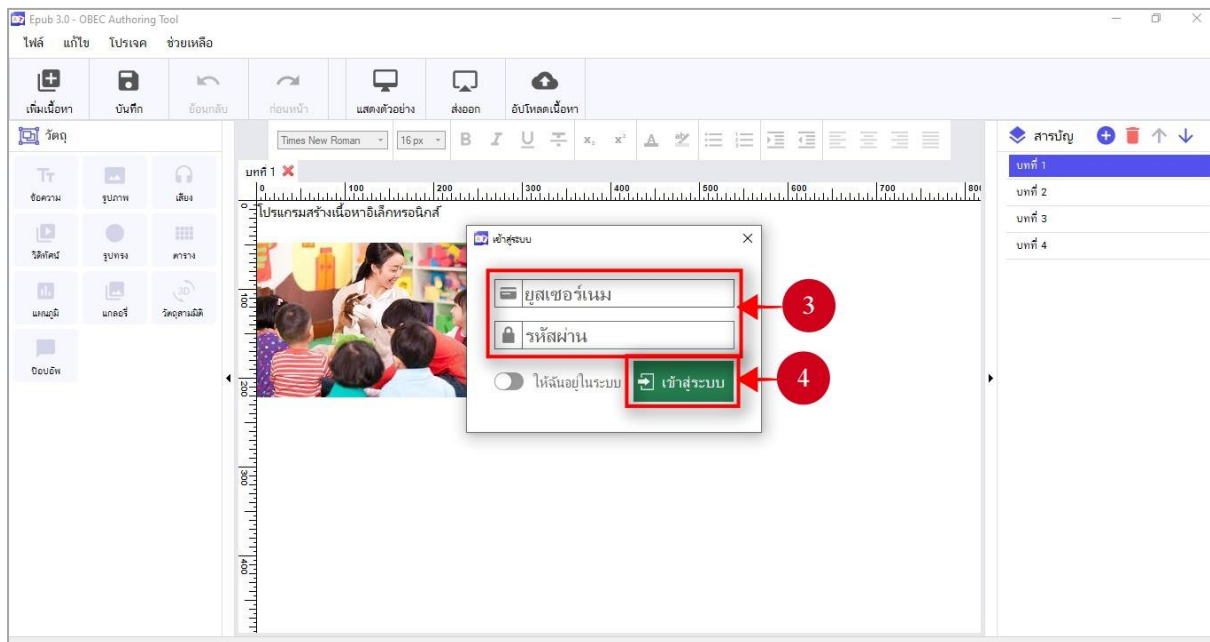 Epub 3.0 - OBEC Authoring Tool
ไฟล์ แก้ไข โปรเจค ช่วยเหลือ
เพิ่มเนื้อหา บันทึก ย้อนกลับ ก่อนหน้า แสดงตัวอย่าง ส่งออก อัปโหลดเนื้อหา
วัตถุ
Times New Roman 16 px B I U T x₂ x² A aby
สารบัญ
ข้อความ รูปภาพ เสียง
วิดีทัศน์ รูปทรง ตาราง
แผนภูมิ แกลอรี่ วัตถุสามมิติ
ป๊อบอัพ
บทที่ 1
0 100 200 300 400 500 600 700 80
0 100 200 300 400
โปรแกรมสร้างเนื้อหาอิเล็กทรอนิกส์
เข้าสู่ระบบ
ยูสเซอร์เนม
รหัสผ่าน
ให้ฉันอยู่ในระบบ เข้าสู่ระบบ
3
4
บทที่ 1
บทที่ 2
บทที่ 3
บทที่ 4